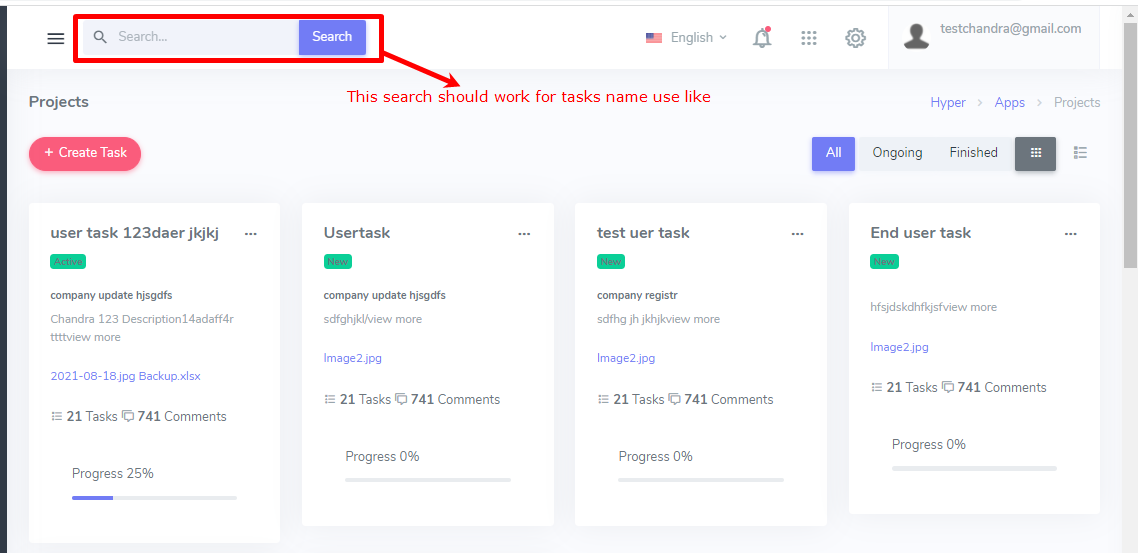 Search...
Search
English
testchandra@gmail.com
This search should work for tasks name use like
Projects
Hyper > Apps > Projects
+ Create Task
All
Ongoing
Finished
user task 123daer jkjkj
...
Active
company update hjsgdfs
Chandra 123 Description14adaff4r
ttttview more
2021-08-18.jpg Backup.xlsx
21 Tasks 741 Comments
Progress 25%
Usertask
...
New
company update hjsgdfs
sdfghjkl/view more
Image2.jpg
21 Tasks 741 Comments
Progress 0%
test uer task
...
New
company registr
sdfhg jh jkhjkview more
Image2.jpg
21 Tasks 741 Comments
Progress 0%
End user task
...
New
hfsjdskdhfkjsfview more
Image2.jpg
21 Tasks 741 Comments
Progress 0%